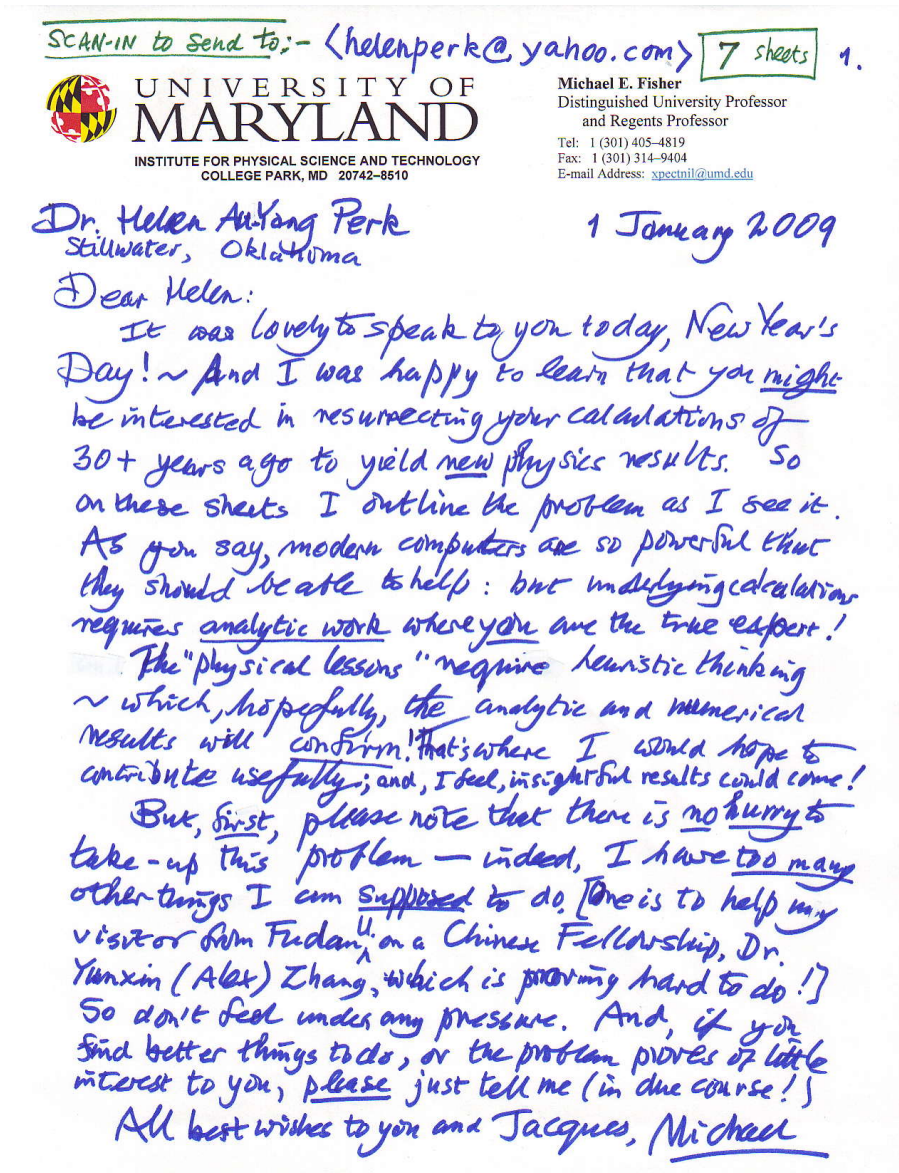 SCAN-IN to send to;- <helenperk@yahoo.com> 7 sheets 1.
UNIVERSITY OF
MARYLAND
INSTITUTE FOR PHYSICAL SCIENCE AND TECHNOLOGY
COLLEGE PARK, MD 20742–8510
Michael E. Fisher
Distinguished University Professor
and Regents Professor
Tel: 1 (301) 405–4819
Fax: 1 (301) 314–9404
E-mail Address: xpectnil@umd.edu
Dr. Helen Au-Yang Perk 1 January 2009
Stillwater, Oklahoma
Dear Helen:
It was lovely to speak to you today, New Year's
Day! ~ And I was happy to learn that you might
be interested in resurrecting your calculations of
30+ years ago to yield new physics results. So
on these sheets I outline the problem as I see it.
As you say, modern computers are so powerful that
they should be able to help: but underlying calculations
requires analytic work where you are the true expert!
The "physical lessons" require heuristic thinking
~ which, hopefully, the analytic and numerical
results will confirm! That's where I would hope to
contribute usefully; and, I feel, insightful results could come!
But, first, please note that there is no hurry to
take-up this problem — indeed, I have too many
other things I am supposed to do. [One is to help my
visitor from Fudan U., on a Chinese Fellowship, Dr.
Yunxin (Alex) Zhang, which is proving hard to do!]
So don't feel under any pressure. And, if you
find better things to do, or the problem proves of little
interest to you, please just tell me (in due course!)
All best wishes to you and Jacques, Michael